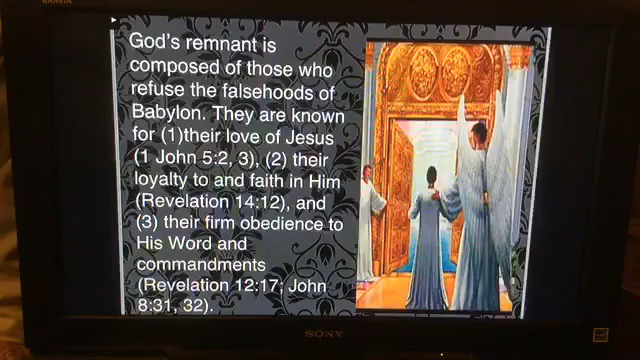 BRAVIA
God's remnant is
composed of those who
refuse the falsehoods of
Babylon. They are known
for (1)their love of Jesus
(1 John 5:2, 3), (2) their
loyalty to and faith in Him
(Revelation 14:12), and
(3) their firm obedience to
His Word and
commandments
(Revelation 12:17; John
8:31, 32).
SONY